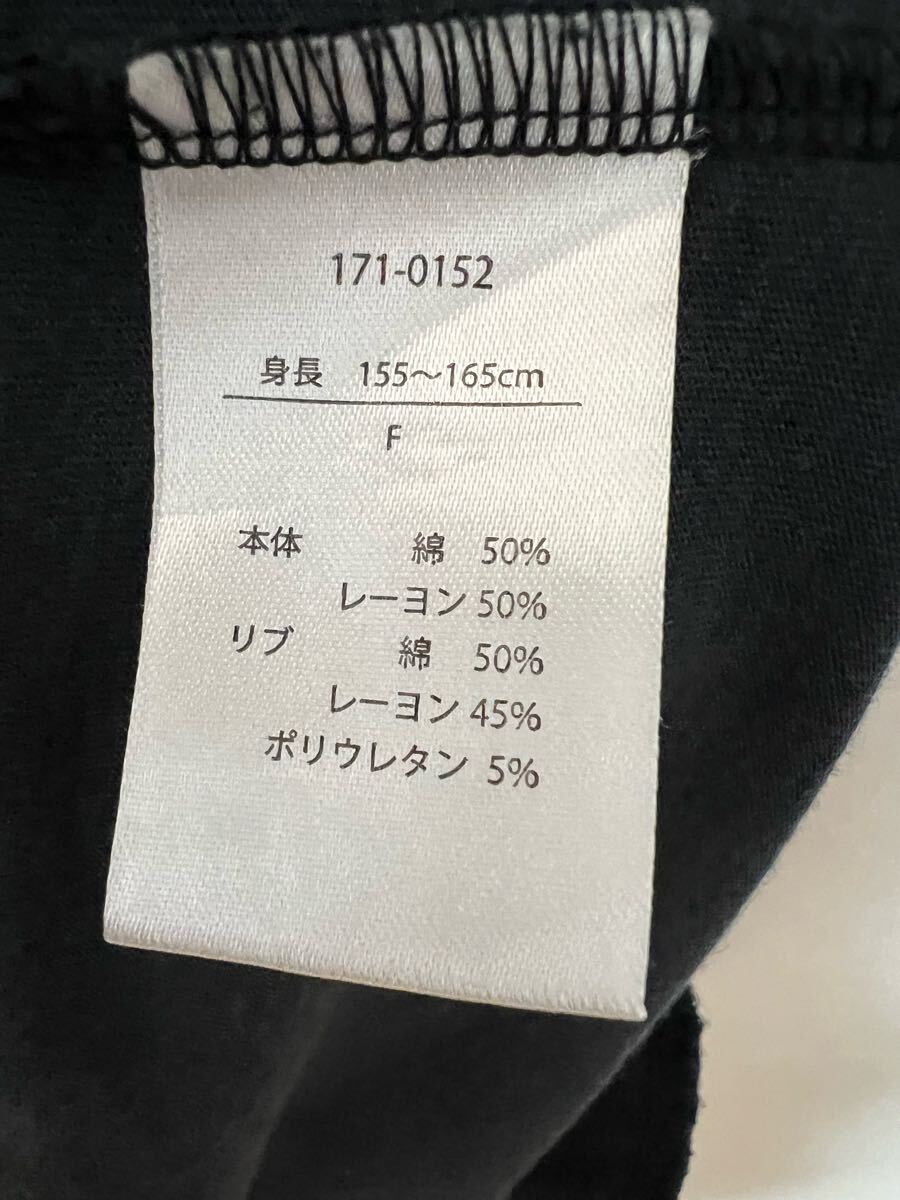 171-0152
身長　155〜165cm
F
本体　綿　50%
レーヨン 50%
リブ　綿　50%
レーヨン 45%
ポリウレタン 5%